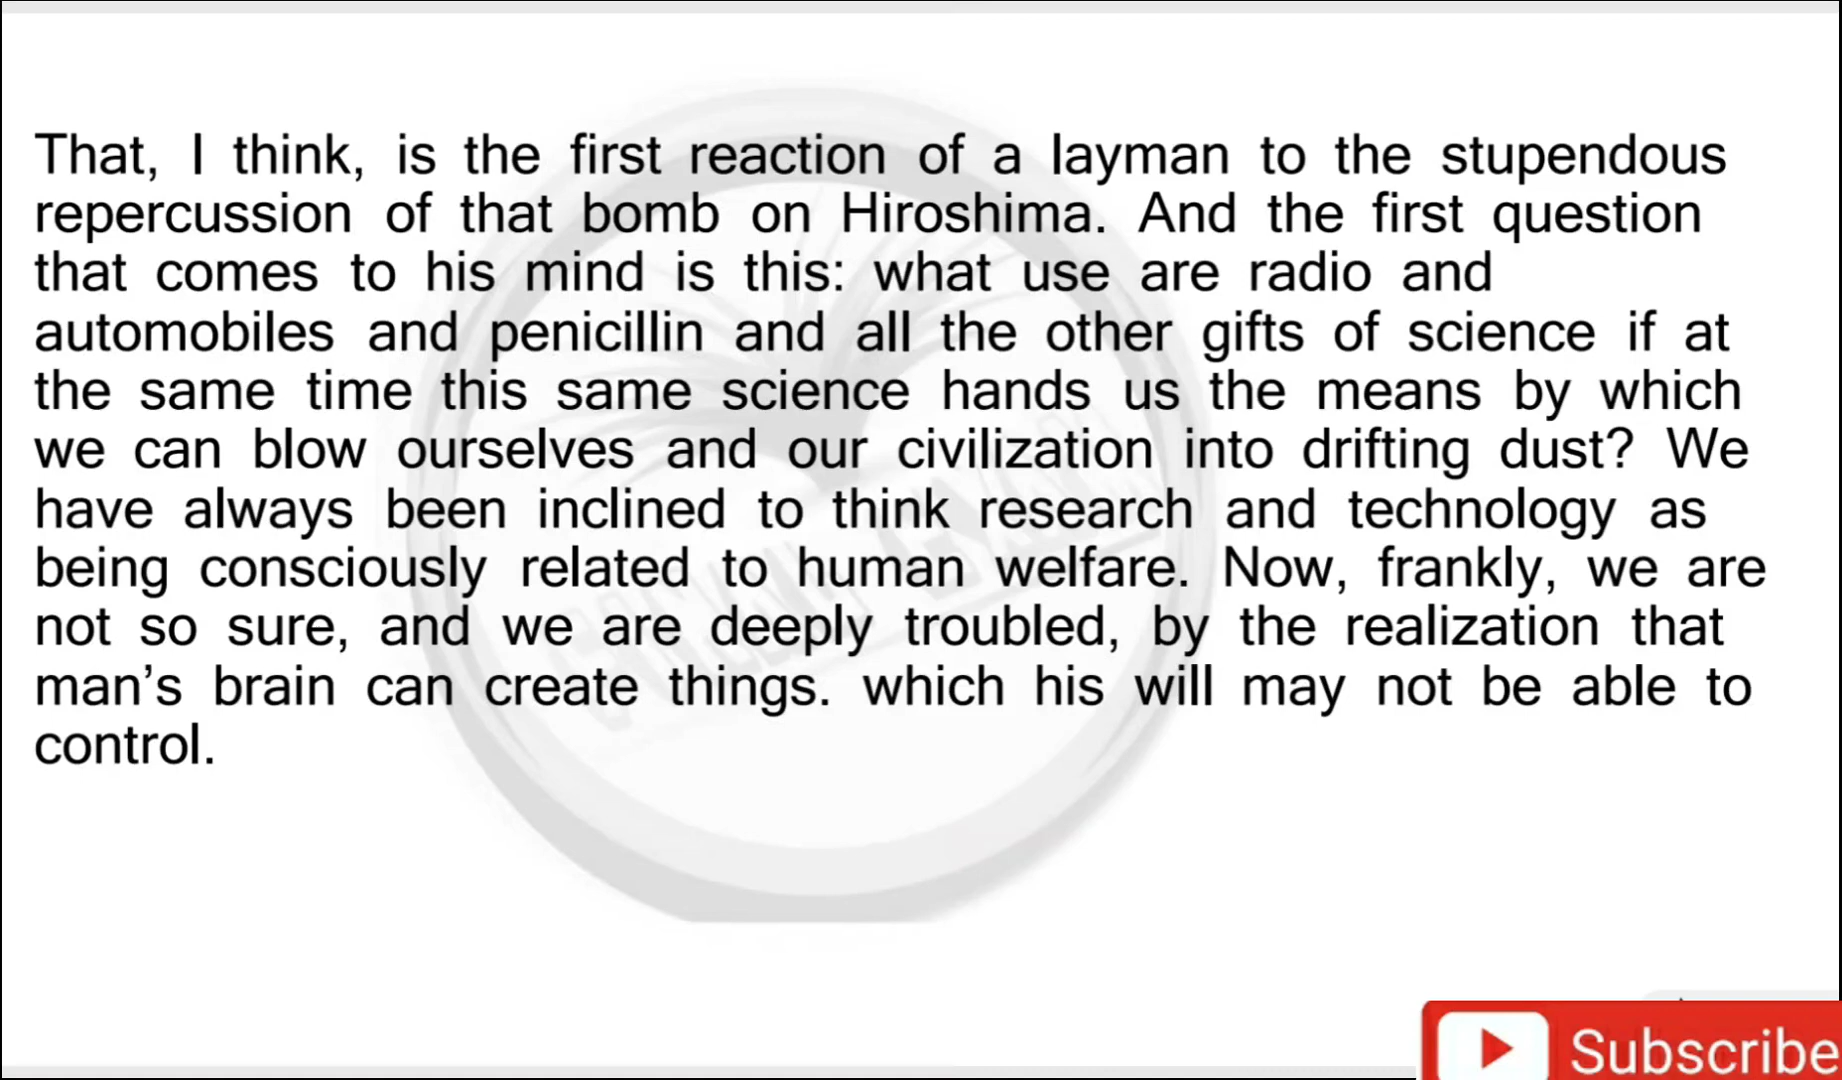 That, I think, is the first reaction of a layman to the stupendous
repercussion of that bomb on Hiroshima. And the first question
that comes to his mind is this: what use are radio and
automobiles and penicillin and all the other gifts of science if at
the same time this same science hands us the means by which
we can blow ourselves and our civilization into drifting dust? We
have always been inclined to think research and technology as
being consciously related to human welfare. Now, frankly, we are
not so sure, and we are deeply troubled, by the realization that
man’s brain can create things. which his will may not be able to
control.
Subscribe